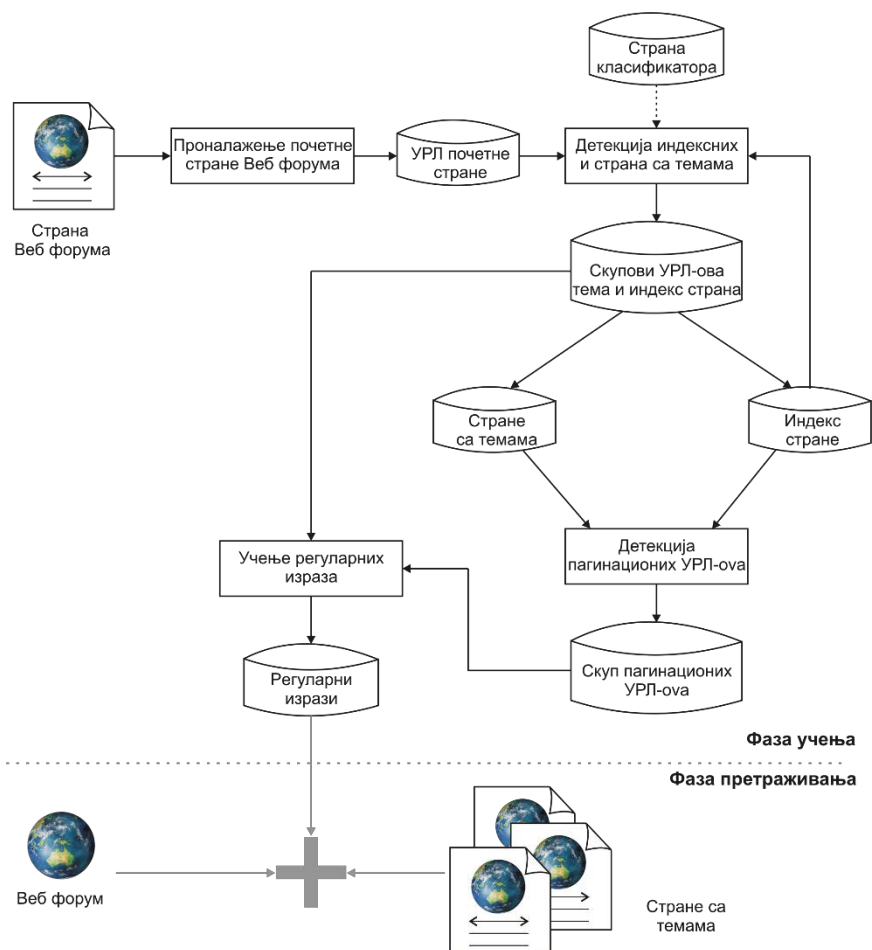 Страна
класификатора
Проналажење почетне
стране Веб форума
УРЛ почетне
стране
Детекција индексних
и страна са темама
Страна
Веб форума
Скупови УРЛ-ова
тема и индекс страна
Стране
са темама
Индекс
стране
Учење регуларних
израза
Детекција
пагинационих УРЛ-ova
Регуларни
изрази
Скуп пагинационих
УРЛ-ova
Фаза учења
Фаза претраживања
Веб форум
Стране са
темама